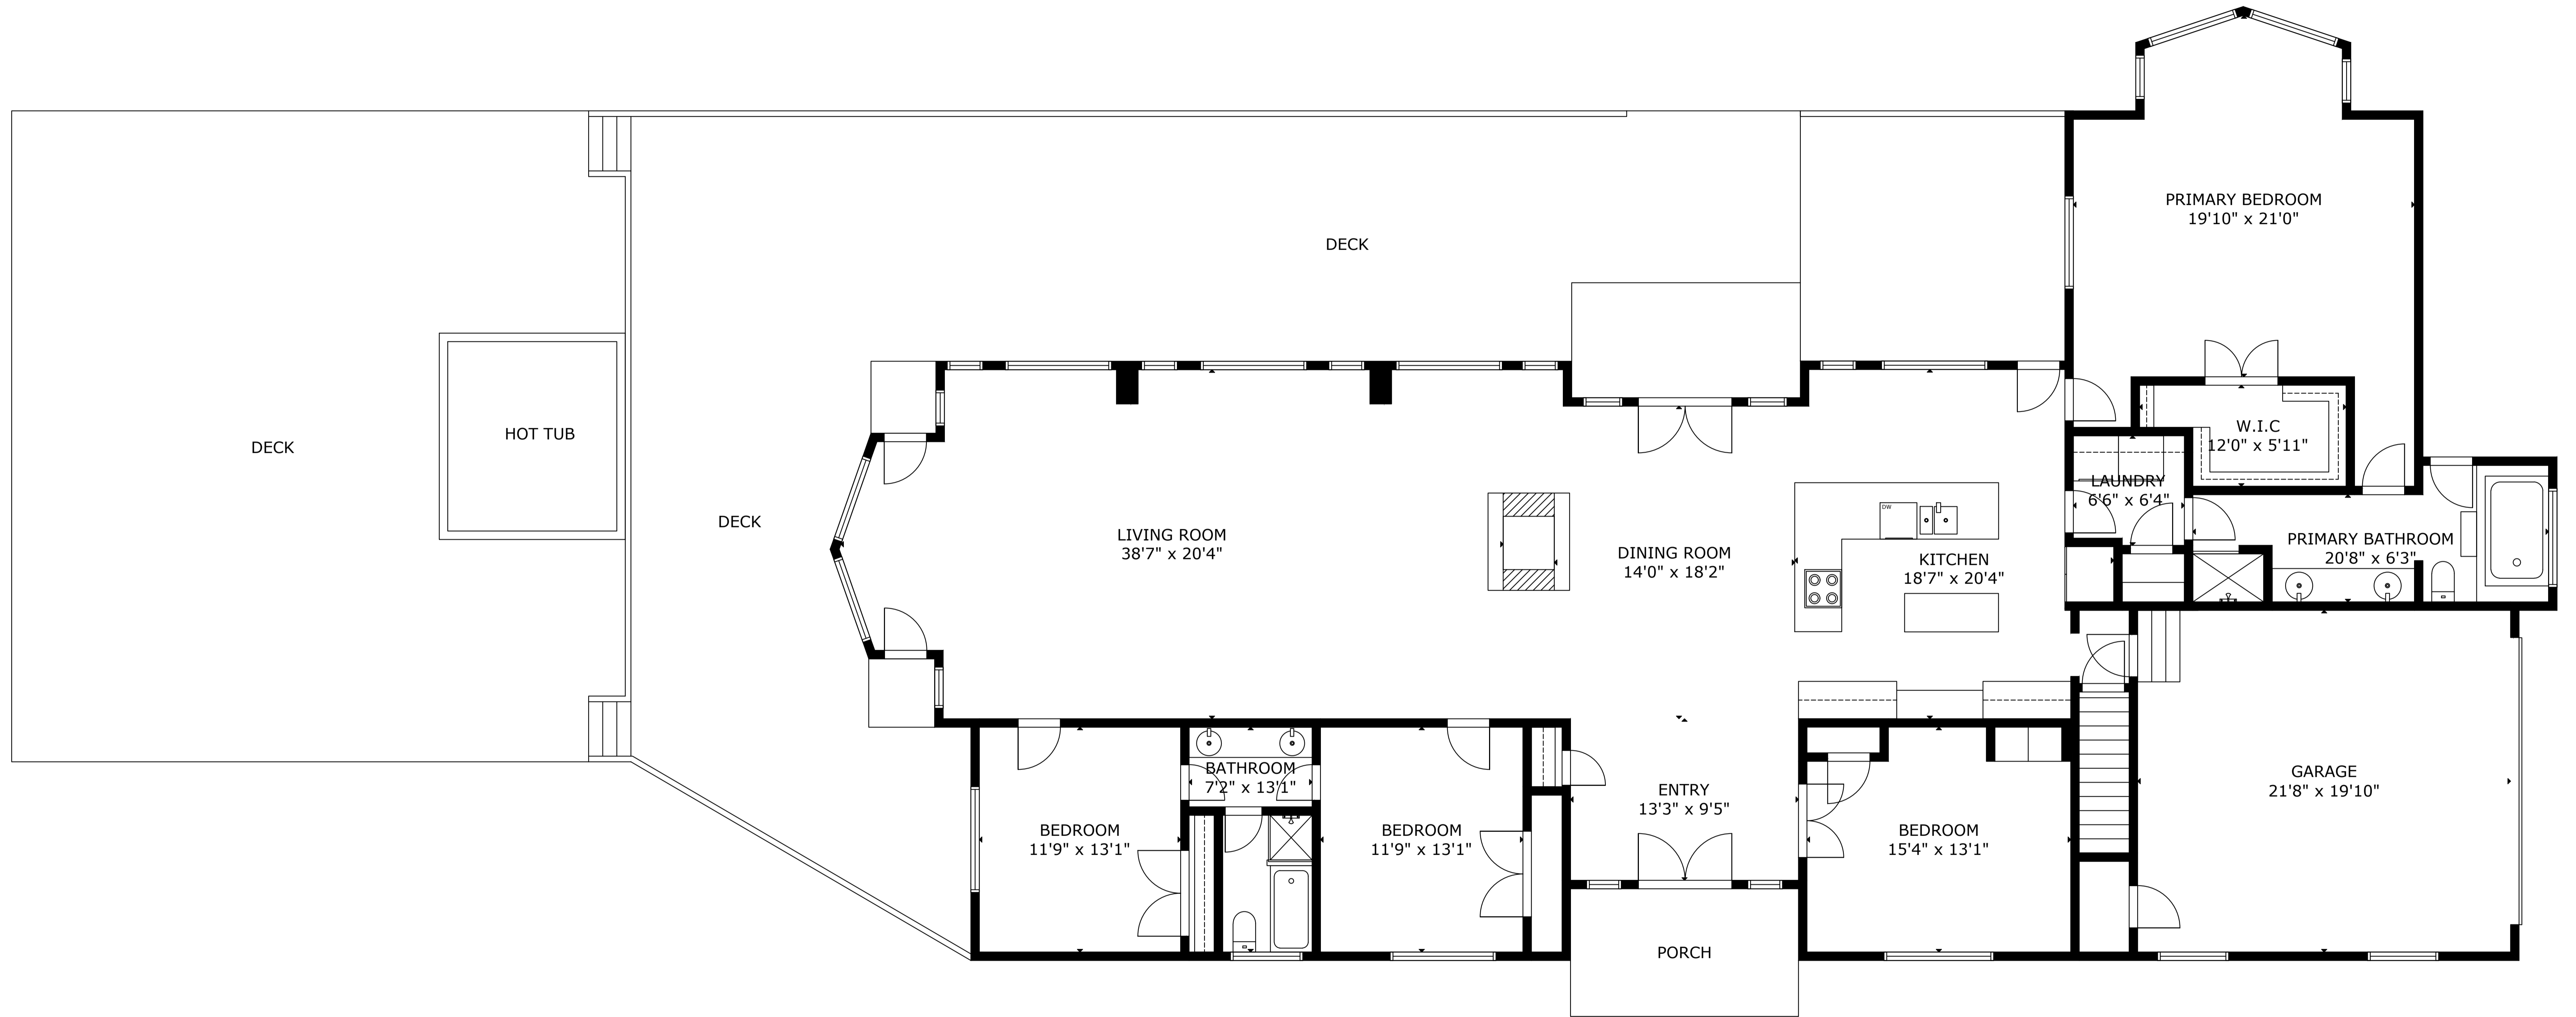 PRIMARY BEDROOM
19'10" x 21'0"
DECK
DECK
HOT TUB
DECK
W.I.C
12'0" x 5'11"
LAUNDRY
6'6" x 6'4"
LIVING ROOM
38'7" x 20'4"
DINING ROOM
14'0" x 18'2"
DW
KITCHEN
18'7" x 20'4"
PRIMARY BATHROOM
20'8" x 6'3"
BATHROOM
7'2" x 13'1"
ENTRY
13'3" x 9'5"
GARAGE
21'8" x 19'10"
BEDROOM
11'9" x 13'1"
BEDROOM
11'9" x 13'1"
BEDROOM
15'4" x 13'1"
PORCH